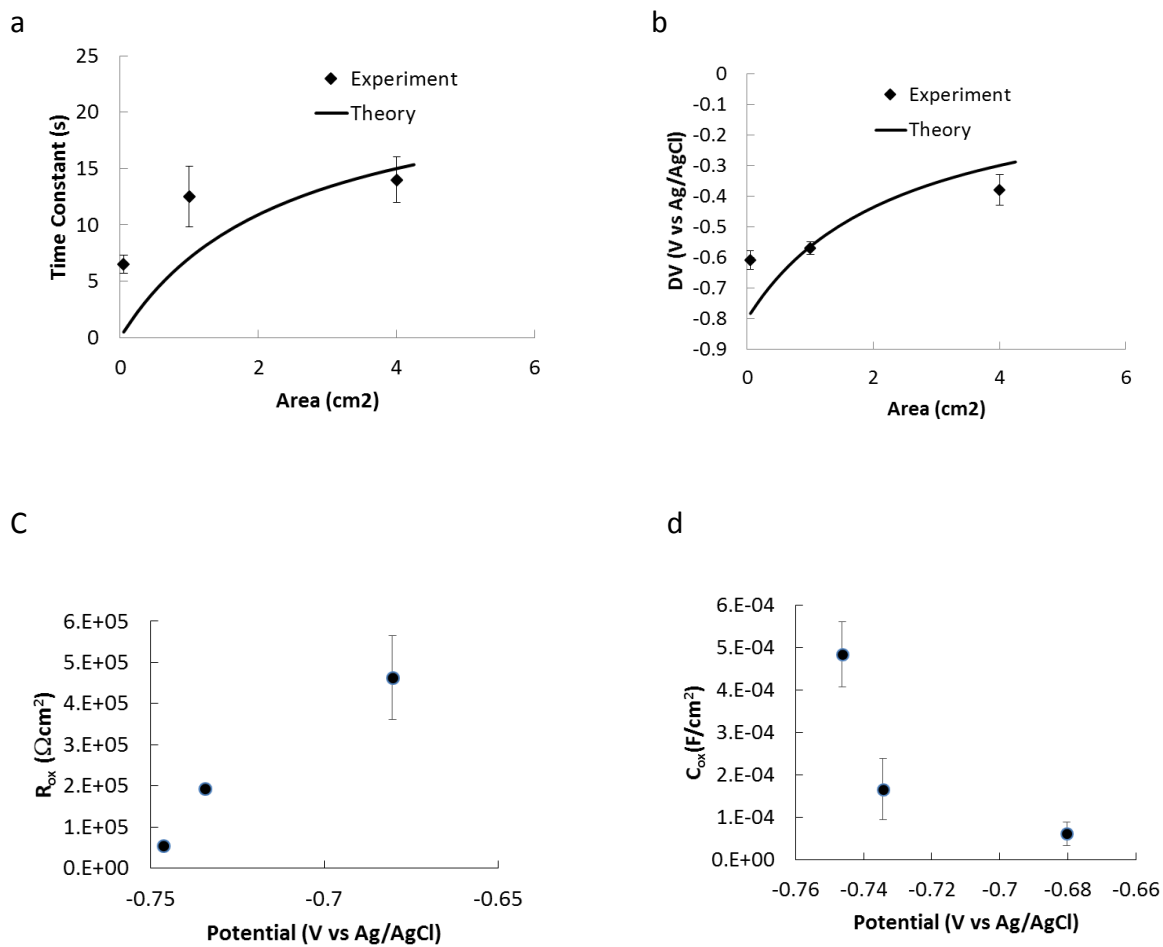 a
25
20
15
10
5
0
Time Constant (s)
Experiment
Theory
0 2 4 6
Area (cm2)
b
0
-0.1
-0.2
-0.3
-0.4
-0.5
-0.6
-0.7
-0.8
-0.9
DV (V vs Ag/AgCl)
Experiment
Theory
0 2 4 6
Area (cm2)
C
6.E+05
5.E+05
4.E+05
3.E+05
2.E+05
1.E+05
0.E+00
Rox (Ωcm²)
-0.75 -0.7 -0.65
Potential (V vs Ag/AgCl)
d
6.E-04
5.E-04
4.E-04
3.E-04
2.E-04
1.E-04
0.E+00
Cox(F/cm²)
-0.76 -0.74 -0.72 -0.7 -0.68 -0.66
Potential (V vs Ag/AgCl)